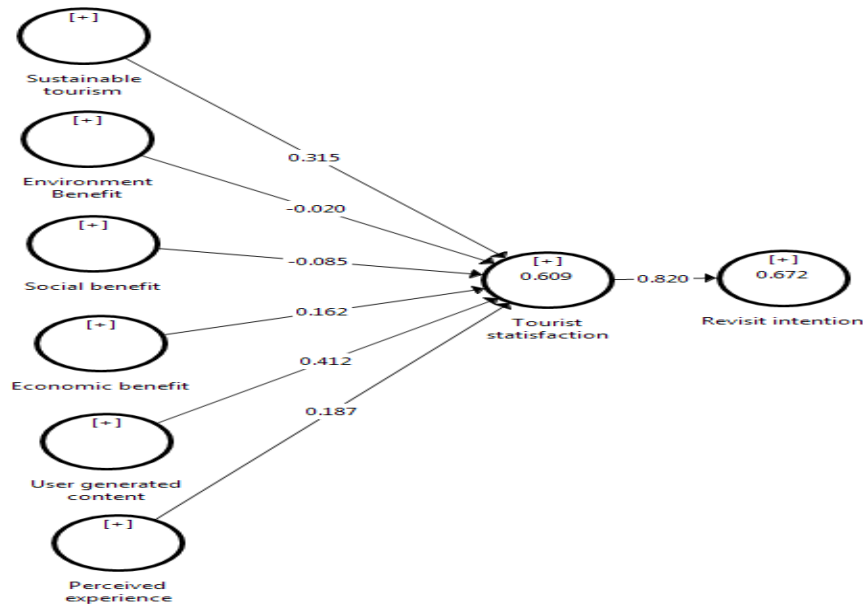 [+]
Sustainable
tourism
[+]
Environment
Benefit
[+]
Social benefit
[+]
Economic benefit
[+]
User generated
content
[+]
Perceived
experience
0.315
-0.020
-0.085
0.162
0.412
0.187
[+]
0.609
Tourist
statisfaction
0.820
[+]
0.672
Revisit intention